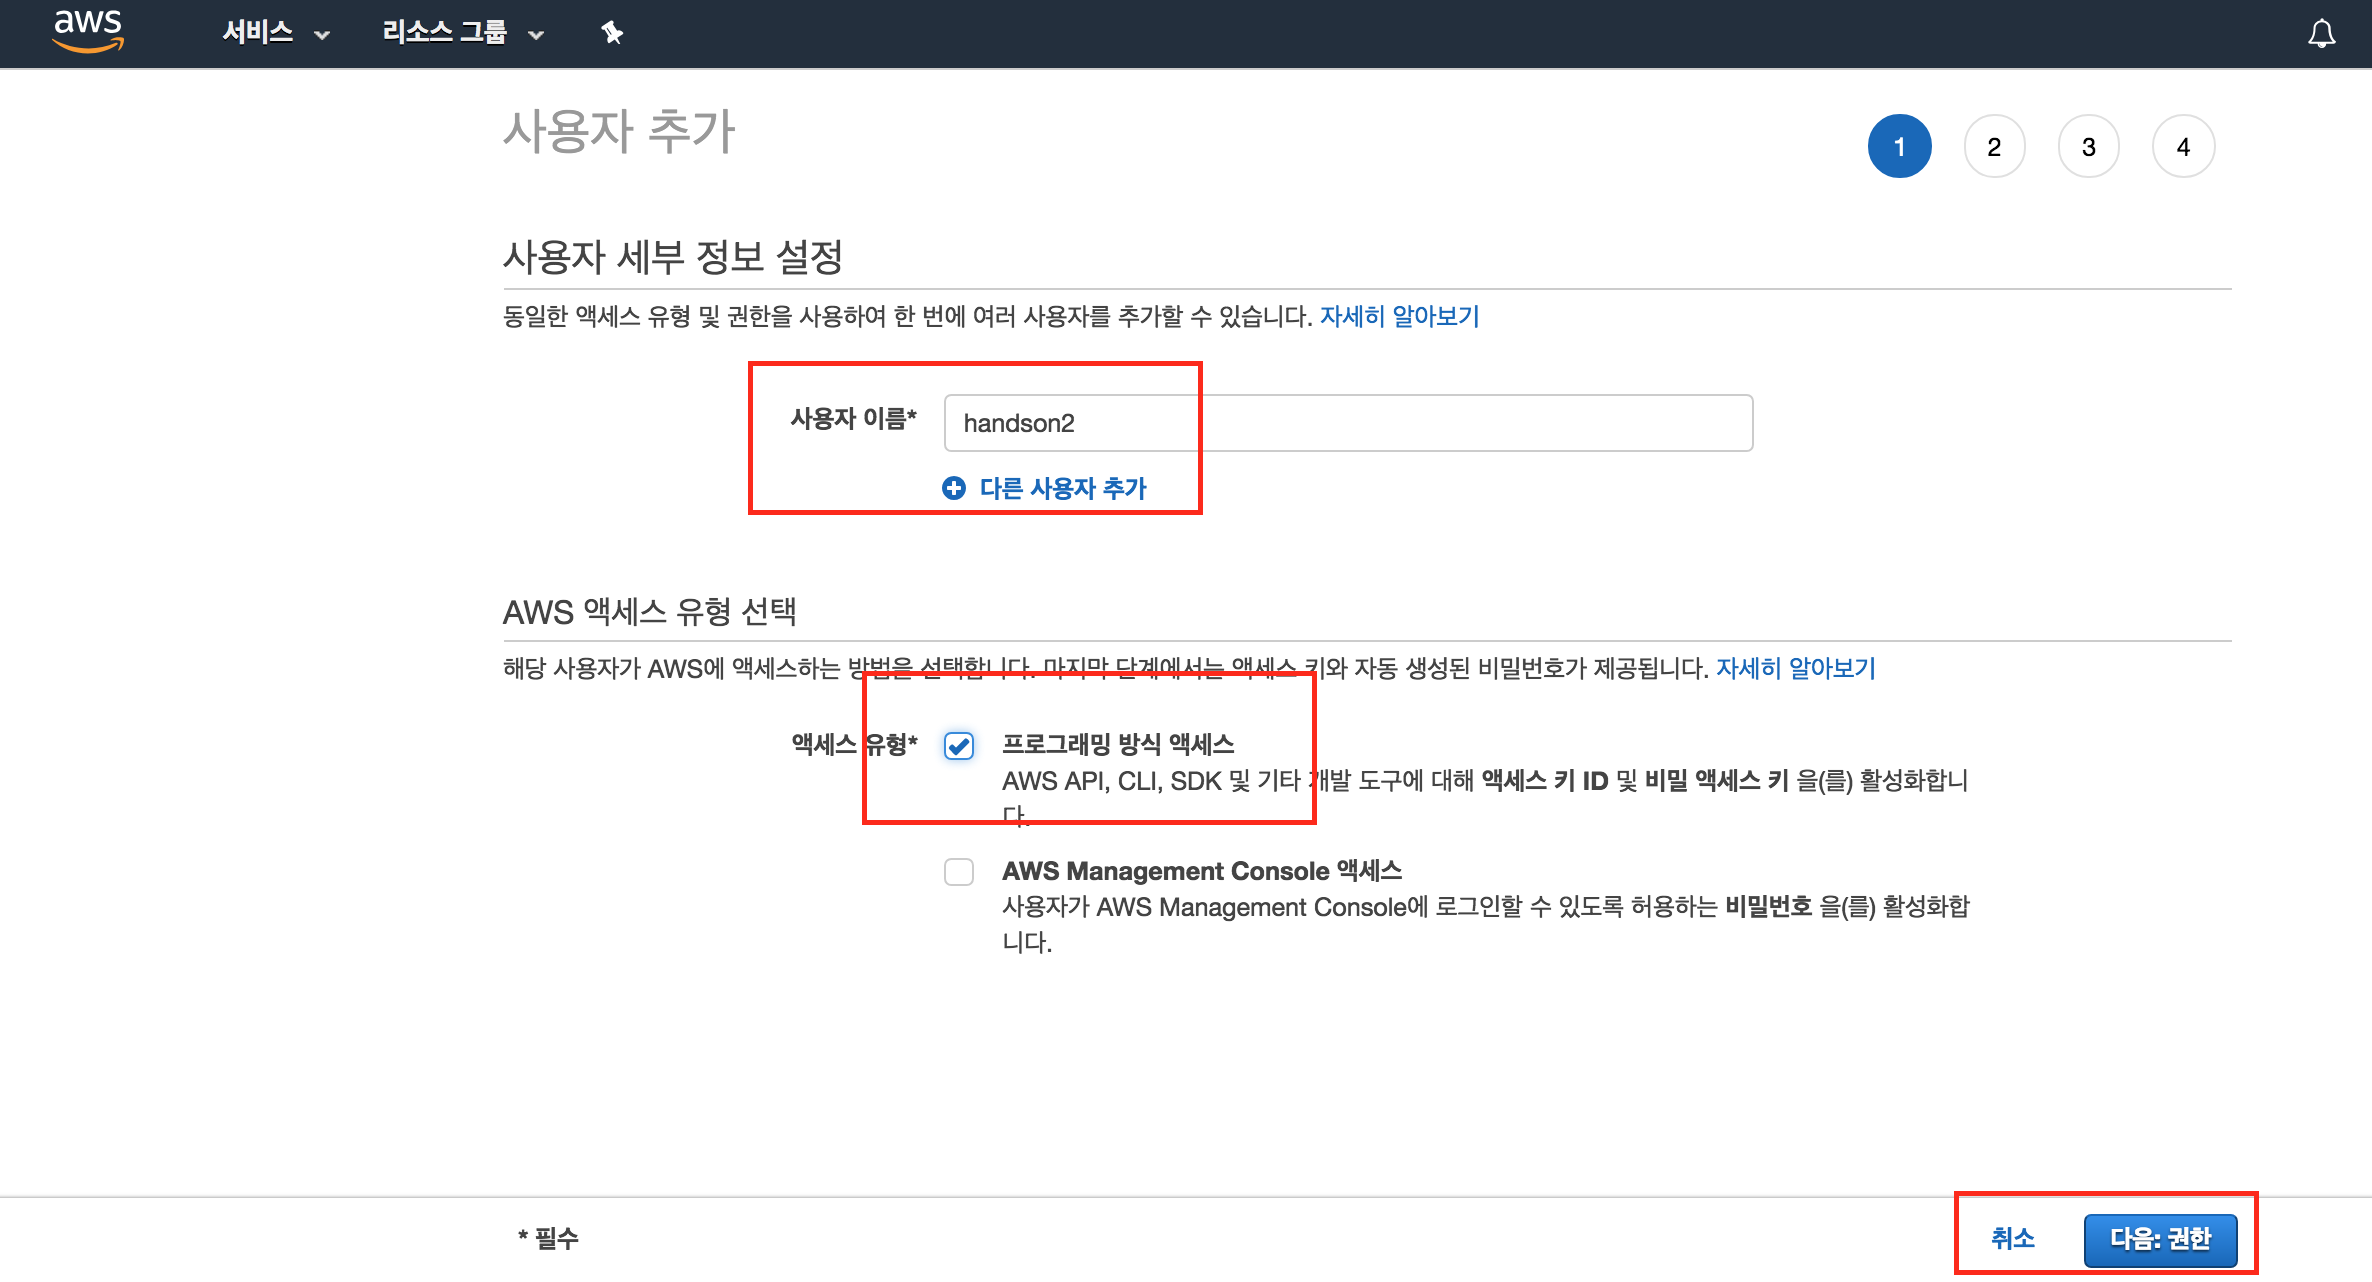 aws 서비스 리소스 그룹
사용자 추가
1 2 3 4
사용자 세부 정보 설정
동일한 액세스 유형 및 권한을 사용하여 한 번에 여러 사용자를 추가할 수 있습니다. 자세히 알아보기
사용자 이름* handson2
다른 사용자 추가
AWS 액세스 유형 선택
해당 사용자가 AWS에 액세스하는 방법을 선택합니다. 마지막 단계에서는 액세스 키와 자동 생성된 비밀번호가 제공됩니다. 자세히 알아보기
액세스 유형* 프로그래밍 방식 액세스
AWS API, CLI, SDK 및 기타 개발 도구에 대해 액세스 키 ID 및 비밀 액세스 키 을(를) 활성화합니
다.
AWS Management Console 액세스
사용자가 AWS Management Console에 로그인할 수 있도록 허용하는 비밀번호 을(를) 활성화합
니다.
* 필수 취소 다음: 권한